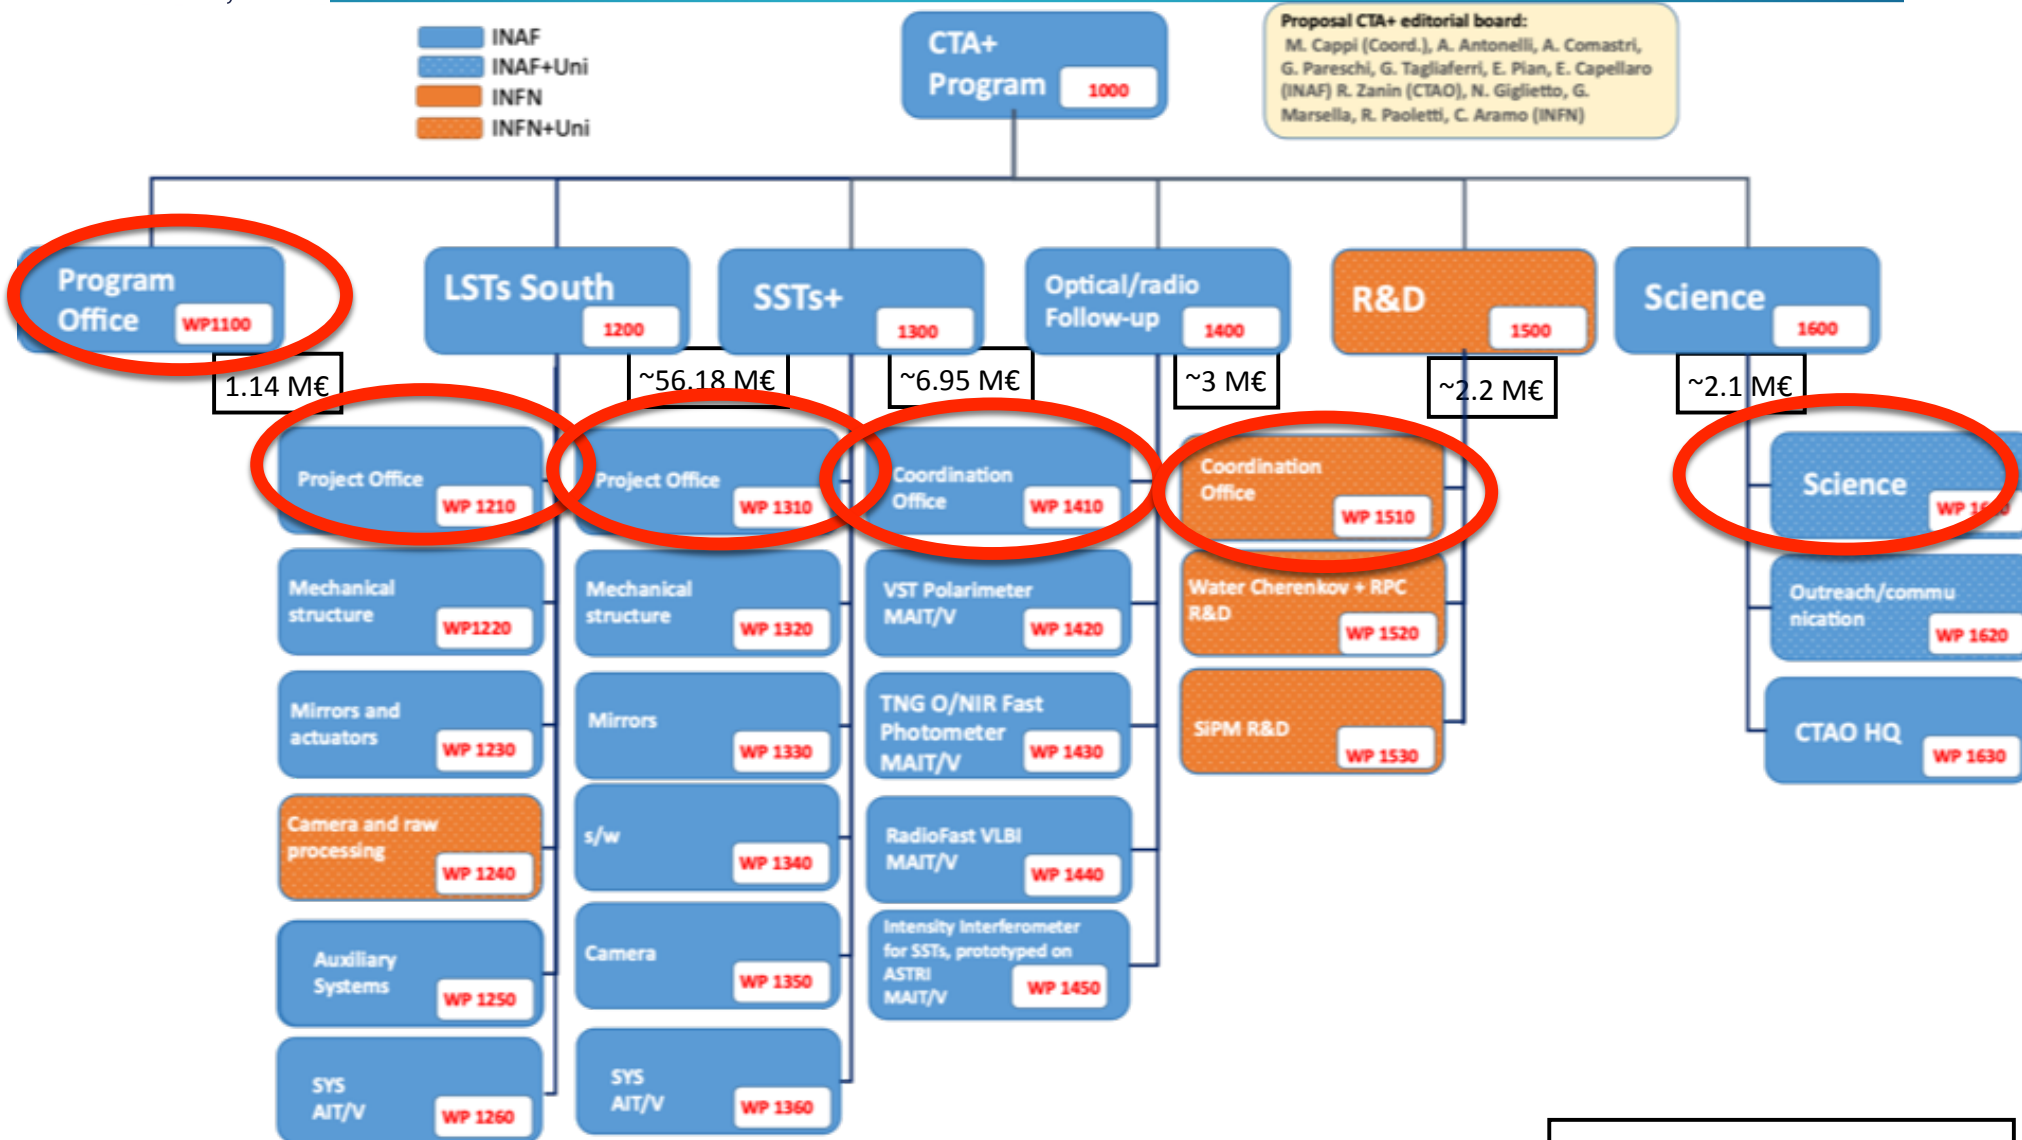 INAF
INAF+Uni
INFN
INFN+Uni
CTA+
Program
1000
Proposal CTA+ editorial board:
M. Cappi (Coord.), A. Antonelli, A. Comastri,
G. Pareschi, G. Tagliaferri, E. Pian, E. Capellaro
(INAF) R. Zanin (CTAO), N. Giglietto, G.
Marsella, R. Paoletti, C. Aramo (INFN)
Program
Office
WP1100
1.14 M€
LSTs South
1200
~56.18 M€
SSTs+
1300
~6.95 M€
Optical/radio
Follow-up
1400
~3 M€
R&D
1500
~2.2 M€
Science
1600
~2.1 M€
Project Office
WP 1210
Mechanical
structure
WP1220
Mirrors and
actuators
WP 1230
Camera and raw
processing
WP 1240
Auxiliary
Systems
WP 1250
SYS
AIT/V
WP 1260
Project Office
WP 1310
Mechanical
structure
WP 1320
Mirrors
WP 1330
s/w
WP 1340
Camera
WP 1350
SYS
AIT/V
WP 1360
Coordination
Office
WP 1410
VST Polarimeter
MAIT/V
WP 1420
TNG O/NIR Fast
Photometer
MAIT/V
WP 1430
RadioFast VLBI
MAIT/V
WP 1440
Intensity Interferometer
for SSTs, prototyped on
ASTRI
MAIT/V
WP 1450
Coordination
Office
WP 1510
Water Cherenkov + RPC
R&D
WP 1520
SiPM R&D
WP 1530
Science
WP
Outreach/commu
nication
WP 1620
CTAO HQ
WP 1630